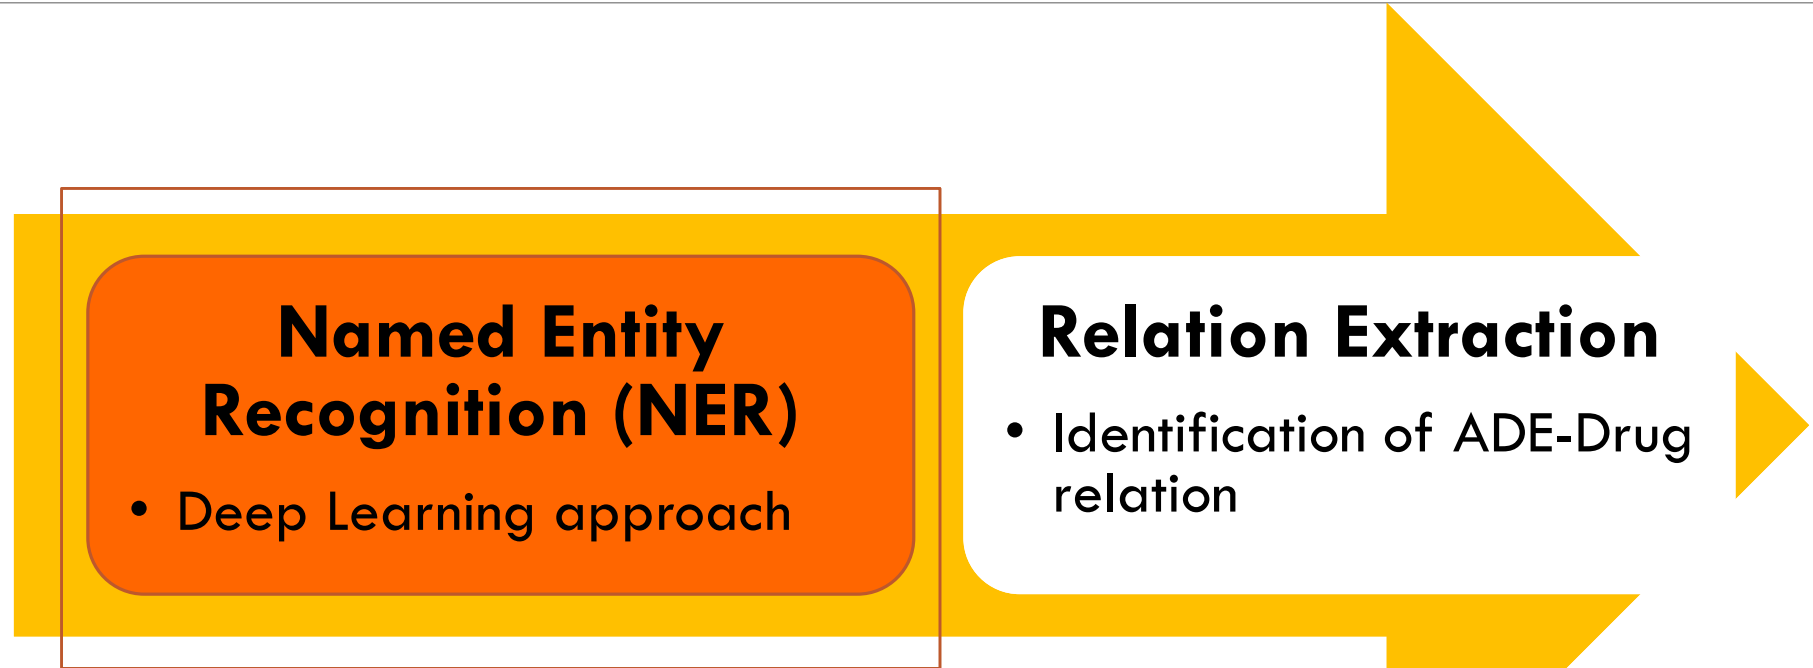 Named Entity
Recognition (NER)
• Deep Learning approach
Relation Extraction
• Identification of ADE-Drug
relation